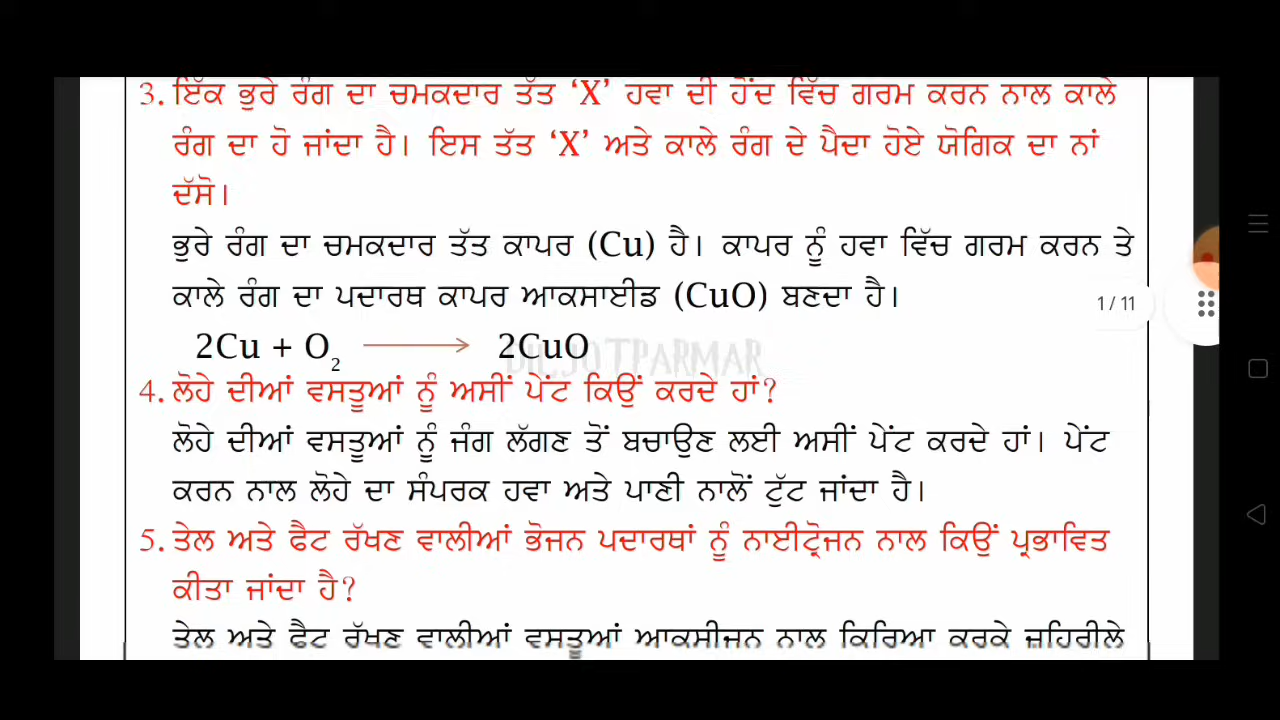 3. ਇੱਕ ਭੁਰੇ ਰੰਗ ਦਾ ਚਮਕਦਾਰ ਤੱਤ ‘X’ ਹਵਾ ਦੀ ਹੋਂਦ ਵਿੱਚ ਗਰਮ ਕਰਨ ਨਾਲ ਕਾਲੇ
ਰੰਗ ਦਾ ਹੋ ਜਾਂਦਾ ਹੈ। ਇਸ ਤੱਤ ‘X’ ਅਤੇ ਕਾਲੇ ਰੰਗ ਦੇ ਪੈਦਾ ਹੋਏ ਯੋਗਿਕ ਦਾ ਨਾਂ
ਦੱਸੋ।
ਭੁਰੇ ਰੰਗ ਦਾ ਚਮਕਦਾਰ ਤੱਤ ਕਾਪਰ (Cu) ਹੈ। ਕਾਪਰ ਨੂੰ ਹਵਾ ਵਿੱਚ ਗਰਮ ਕਰਨ ਤੇ
ਕਾਲੇ ਰੰਗ ਦਾ ਪਦਾਰਥ ਕਾਪਰ ਆਕਸਾਈਡ (CuO) ਬਣਦਾ ਹੈ।
1 / 11
2Cu + O₂ ⟶ 2CuO
DILJOTPARMAR
4. ਲੋਹੇ ਦੀਆਂ ਵਸਤੂਆਂ ਨੂੰ ਅਸੀਂ ਪੇਂਟ ਕਿਉਂ ਕਰਦੇ ਹਾਂ?
ਲੋਹੇ ਦੀਆਂ ਵਸਤੂਆਂ ਨੂੰ ਜੰਗ ਲੱਗਣ ਤੋਂ ਬਚਾਉਣ ਲਈ ਅਸੀਂ ਪੇਂਟ ਕਰਦੇ ਹਾਂ। ਪੇਂਟ
ਕਰਨ ਨਾਲ ਲੋਹੇ ਦਾ ਸੰਪਰਕ ਹਵਾ ਅਤੇ ਪਾਣੀ ਨਾਲੋਂ ਟੁੱਟ ਜਾਂਦਾ ਹੈ।
5. ਤੇਲ ਅਤੇ ਫੈਟ ਰੱਖਣ ਵਾਲੀਆਂ ਭੋਜਨ ਪਦਾਰਥਾਂ ਨੂੰ ਨਾਈਟ੍ਰੋਜਨ ਨਾਲ ਕਿਉਂ ਪ੍ਰਭਾਵਿਤ
ਕੀਤਾ ਜਾਂਦਾ ਹੈ?
ਤੇਲ ਅਤੇ ਫੈਟ ਰੱਖਣ ਵਾਲੀਆਂ ਵਸਤੂਆਂ ਆਕਸੀਜਨ ਨਾਲ ਕਿਰਿਆ ਕਰਕੇ ਜ਼ਹਿਰੀਲੇ